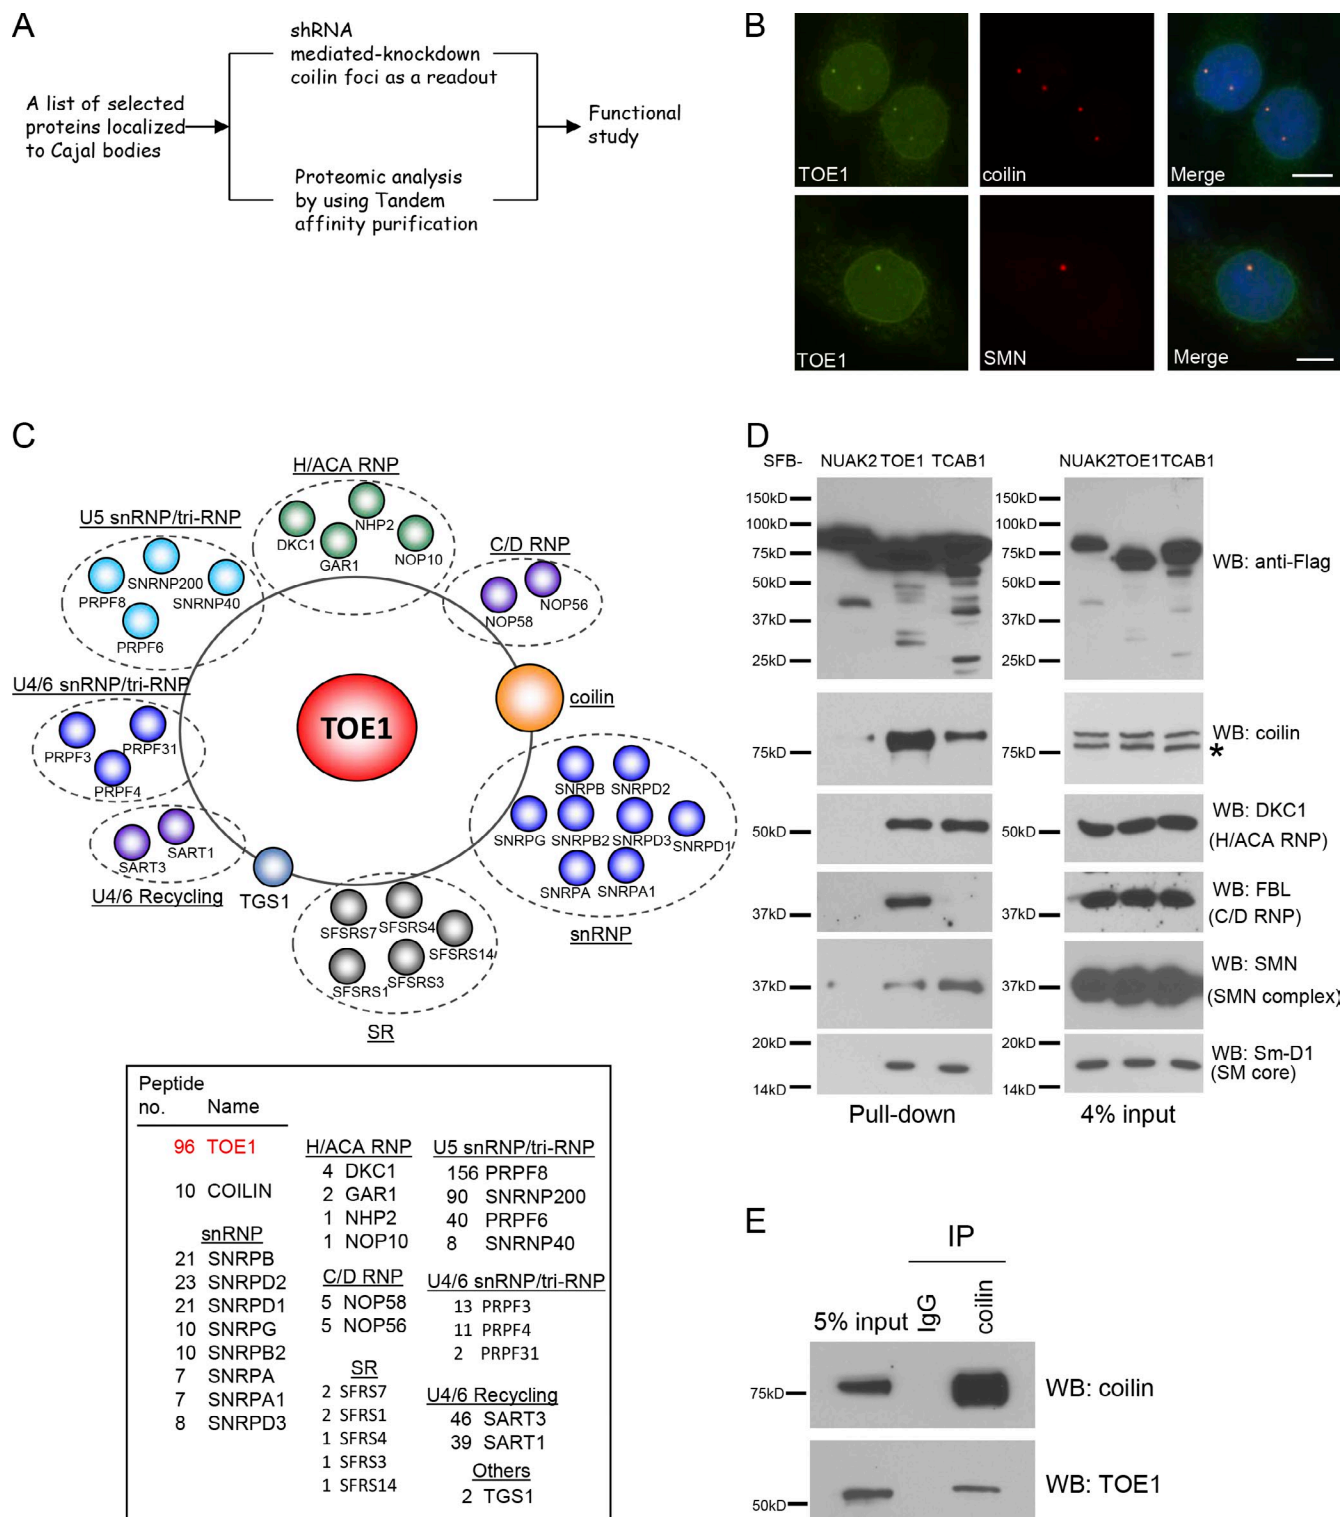 A
A list of selected
proteins localized
to Cajal bodies
shRNA
mediated-knockdown
coilin foci as a readout
Proteomic analysis
by using Tandem
affinity purification
Functional
study
B
TOE1
coilin
Merge
TOE1
SMN
Merge
C
H/ACA RNP
DKC1
GAR1
NHP2
NOP10
U5 snRNP/tri-RNP
PRPF8
SNRNP200
SNRNP40
PRPF6
C/D RNP
NOP58
NOP56
U4/6 snRNP/tri-RNP
PRPF3
PRPF31
PRPF4
TOE1
coilin
SART3
SART1
U4/6 Recycling
TGS1
SNRPB
SNRPD2
SNRPG
SNRPB2
SNRPD3
SNRPD1
SNRPA
SNRPA1
snRNP
SFSRS7
SFSRS4
SFSRS14
SFSRS1
SFSRS3
SR
Peptide
no. Name
96 TOE1
10 COILIN
snRNP
21 SNRPB
23 SNRPD2
21 SNRPD1
10 SNRPG
10 SNRPB2
7 SNRPA
7 SNRPA1
8 SNRPD3
H/ACA RNP
4 DKC1
2 GAR1
1 NHP2
1 NOP10
C/D RNP
5 NOP58
5 NOP56
SR
2 SFRS7
2 SFRS1
1 SFRS4
1 SFRS3
1 SFRS14
U5 snRNP/tri-RNP
156 PRPF8
90 SNRNP200
40 PRPF6
8 SNRNP40
U4/6 snRNP/tri-RNP
13 PRPF3
11 PRPF4
2 PRPF31
U4/6 Recycling
46 SART3
39 SART1
Others
2 TGS1
D
SFB- NUAK2 TOE1 TCAB1
NUAK2 TOE1 TCAB1
150kD
100kD
75kD
50kD
37kD
25kD
150kD
100kD
75kD
50kD
37kD
25kD
WB: anti-Flag
75kD
75kD
WB: coilin
*
50kD
50kD
WB: DKC1
(H/ACA RNP)
37kD
37kD
WB: FBL
(C/D RNP)
37kD
37kD
WB: SMN
(SMN complex)
20kD
14kD
20kD
14kD
WB: Sm-D1
(SM core)
Pull-down
4% input
E
IP
5% input
IgG
coilin
75kD
WB: coilin
50kD
WB: TOE1